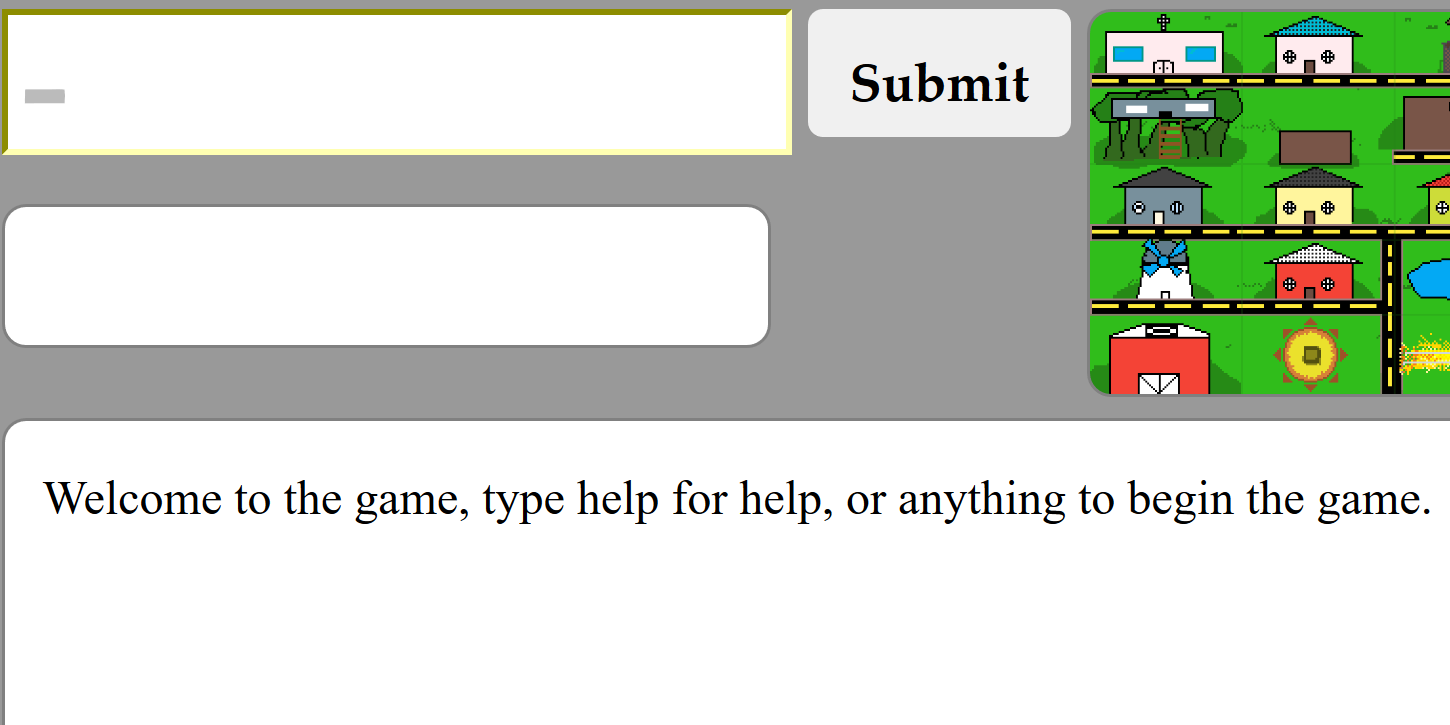 Submit
Welcome to the game, type help for help, or anything to begin the game.